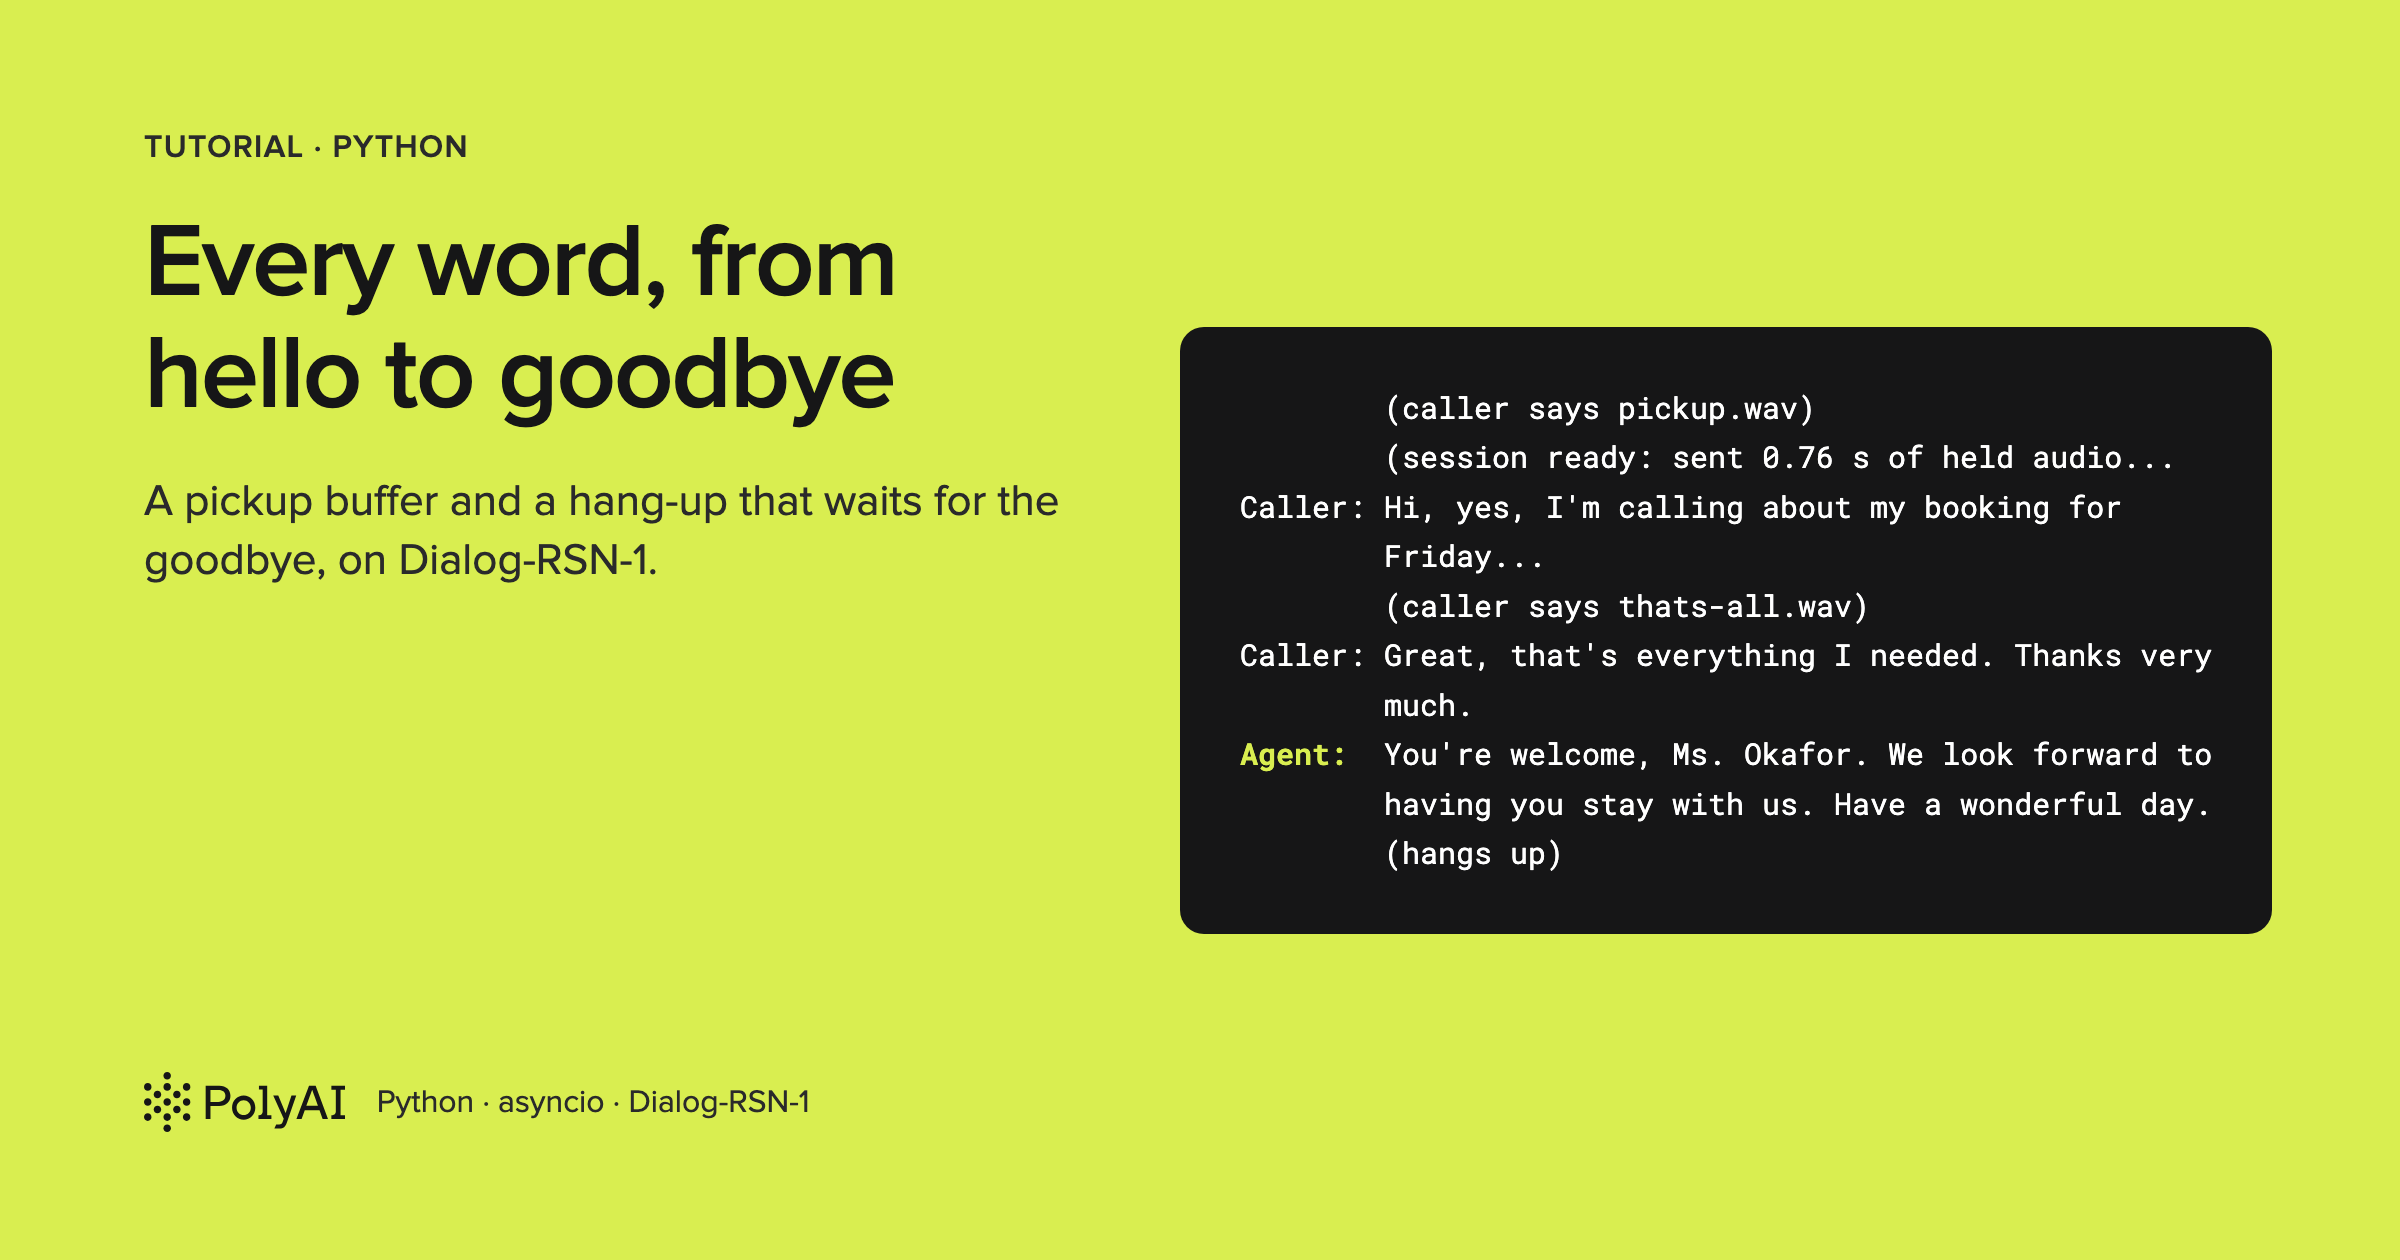 TUTORIAL · PYTHON
Every word, from
hello to goodbye
A pickup buffer and a hang-up that waits for the
goodbye, on Dialog-RSN-1.
(caller says pickup.wav)
(session ready: sent 0.76 s of held audio...
Caller: Hi, yes, I'm calling about my booking for
Friday...
(caller says thats-all.wav)
Caller: Great, that's everything I needed. Thanks very
much.
Agent: You're welcome, Ms. Okafor. We look forward to
having you stay with us. Have a wonderful day.
(hangs up)
PolyAI Python · asyncio · Dialog-RSN-1